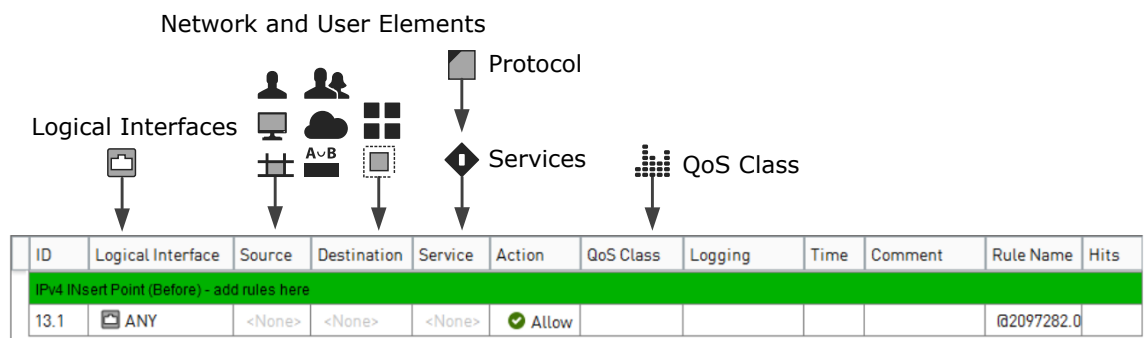 Network and User Elements
Protocol
Logical Interfaces
A∪B
Services
QoS Class
ID Logical Interface Source Destination Service Action QoS Class Logging Time Comment Rule Name Hits
IPv4 INsert Point (Before) - add rules here
13.1 ANY <None> <None> <None> Allow @2097282.0